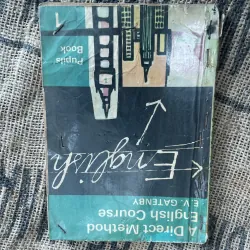 A Direct Method
English Course
E.V. GATENBY
English
Pupils
Book
1